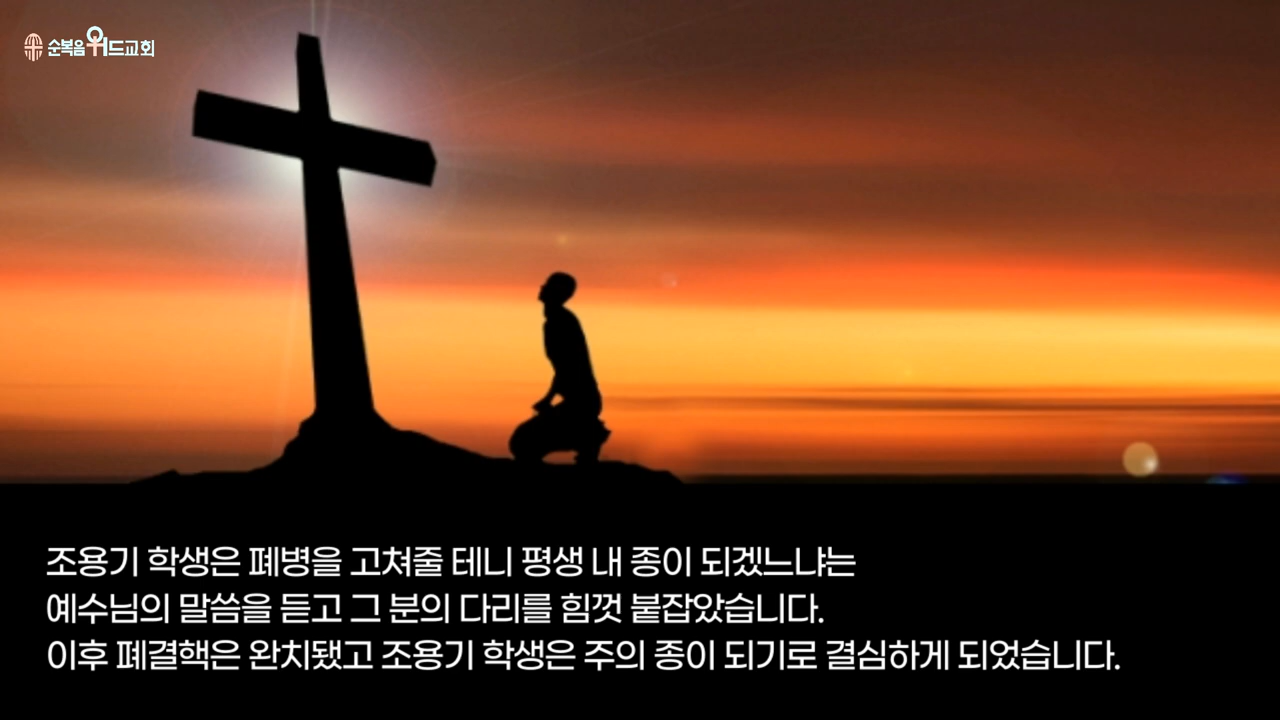 순복음워드교회
조용기 학생은 폐병을 고쳐줄 테니 평생 내 종이 되겠느냐는
예수님의 말씀을 듣고 그 분의 다리를 힘껏 붙잡았습니다.
이후 폐결핵은 완치됐고 조용기 학생은 주의 종이 되기로 결심하게 되었습니다.